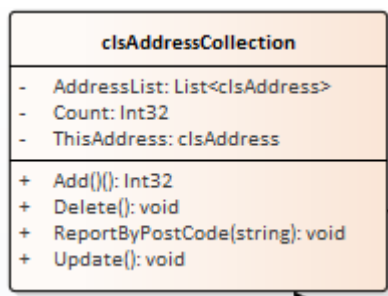 clsAddressCollection
- AddressList: List<clsAddress>
- Count: Int32
- ThisAddress: clsAddress
+ Add()(): Int32
+ Delete(): void
+ ReportByPostCode(string): void
+ Update(): void